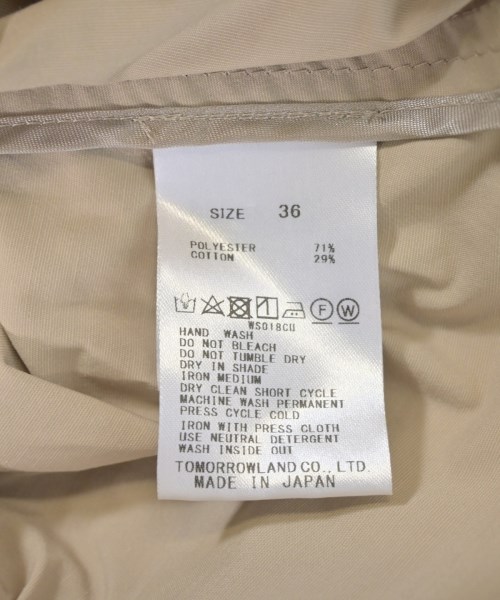 SIZE 36
POLYESTER 71%
COTTON 29%
F W
WS018CU
HAND WASH
DO NOT BLEACH
DO NOT TUMBLE DRY
DRY IN SHADE
IRON MEDIUM
DRY CLEAN SHORT CYCLE
MACHINE WASH PERMANENT
PRESS CYCLE COLD
IRON WITH PRESS CLOTH
USE NEUTRAL DETERGENT
WASH INSIDE OUT
TOMORROWLAND CO., LTD.
MADE IN JAPAN